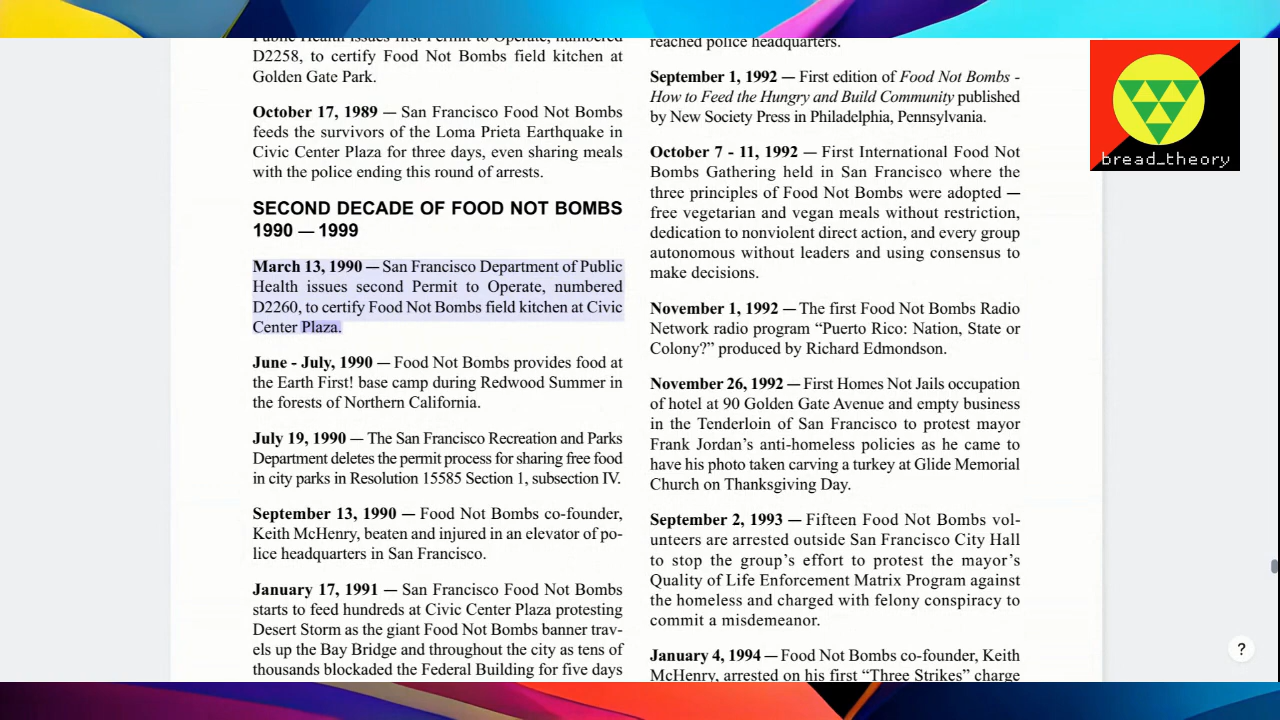 Public Health issues first Permit to Operate, numbered
D2258, to certify Food Not Bombs field kitchen at
Golden Gate Park.
October 17, 1989 — San Francisco Food Not Bombs
feeds the survivors of the Loma Prieta Earthquake in
Civic Center Plaza for three days, even sharing meals
with the police ending this round of arrests.
SECOND DECADE OF FOOD NOT BOMBS
1990 — 1999
March 13, 1990 — San Francisco Department of Public
Health issues second Permit to Operate, numbered
D2260, to certify Food Not Bombs field kitchen at Civic
Center Plaza.
June - July, 1990 — Food Not Bombs provides food at
the Earth First! base camp during Redwood Summer in
the forests of Northern California.
July 19, 1990 — The San Francisco Recreation and Parks
Department deletes the permit process for sharing free food
in city parks in Resolution 15585 Section 1, subsection IV.
September 13, 1990 — Food Not Bombs co-founder,
Keith McHenry, beaten and injured in an elevator of po-
lice headquarters in San Francisco.
January 17, 1991 — San Francisco Food Not Bombs
starts to feed hundreds at Civic Center Plaza protesting
Desert Storm as the giant Food Not Bombs banner trav-
els up the Bay Bridge and throughout the city as tens of
thousands blockaded the Federal Building for five days
reached police headquarters.
September 1, 1992 — First edition of Food Not Bombs -
How to Feed the Hungry and Build Community published
by New Society Press in Philadelphia, Pennsylvania.
October 7 - 11, 1992 — First International Food Not
Bombs Gathering held in San Francisco where the
three principles of Food Not Bombs were adopted —
free vegetarian and vegan meals without restriction,
dedication to nonviolent direct action, and every group
autonomous without leaders and using consensus to
make decisions.
November 1, 1992 — The first Food Not Bombs Radio
Network radio program “Puerto Rico: Nation, State or
Colony?” produced by Richard Edmondson.
November 26, 1992 — First Homes Not Jails occupation
of hotel at 90 Golden Gate Avenue and empty business
in the Tenderloin of San Francisco to protest mayor
Frank Jordan’s anti-homeless policies as he came to
have his photo taken carving a turkey at Glide Memorial
Church on Thanksgiving Day.
September 2, 1993 — Fifteen Food Not Bombs vol-
unteers are arrested outside San Francisco City Hall
to stop the group’s effort to protest the mayor’s
Quality of Life Enforcement Matrix Program against
the homeless and charged with felony conspiracy to
commit a misdemeanor.
January 4, 1994 — Food Not Bombs co-founder, Keith
McHenry, arrested on his first “Three Strikes” charge
bread_theory
?